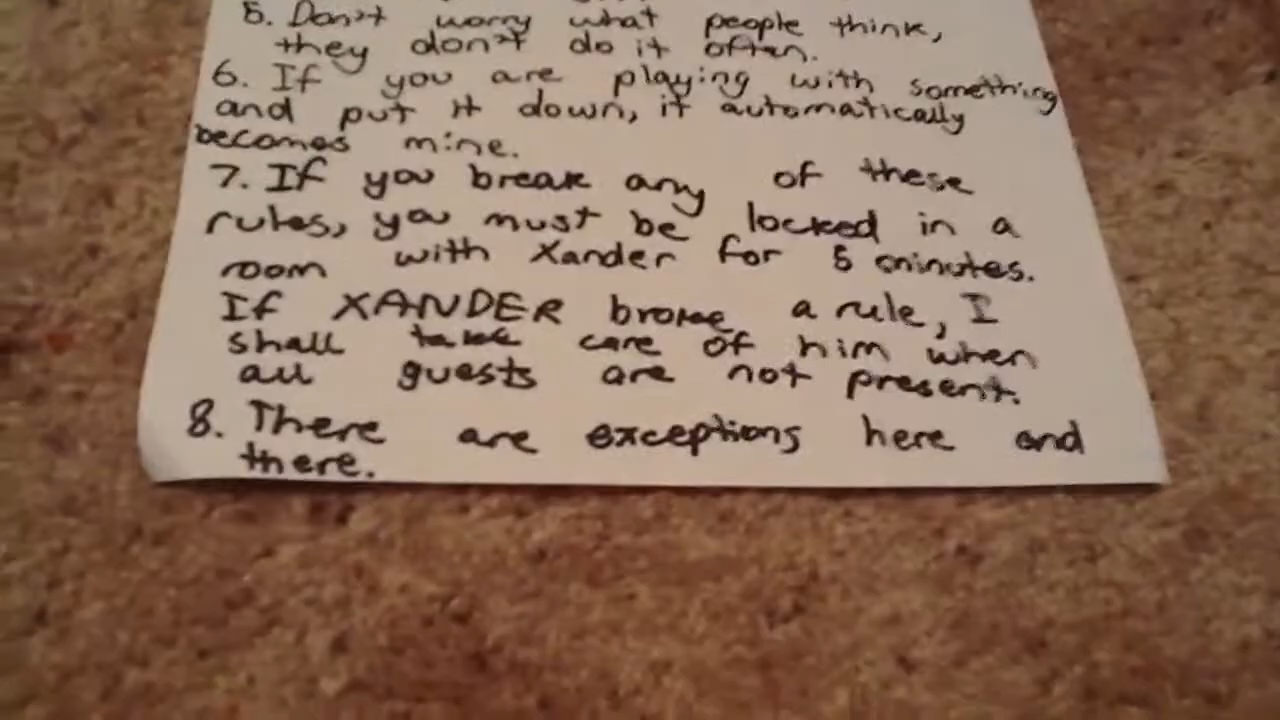 5. Don't worry what people think,
they don't do it often.
6. If you are playing with something
and put it down, it automatically
becomes mine.
7. If you break any of these
rules, you must be locked in a
room with Xander for 5 minutes.
If XANDER broke a rule, I
shall take care of him when
all guests are not present.
8. There are exceptions here and
there.